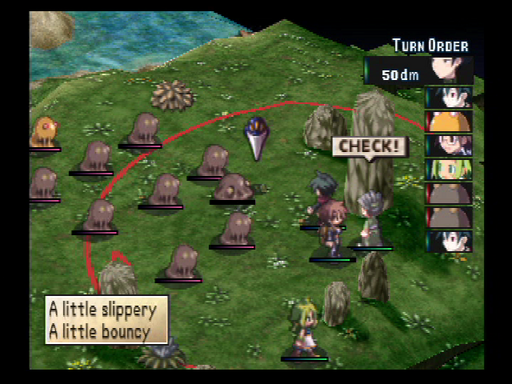 TURN ORDER
50dm
CHECK!
A little slippery
A little bouncy